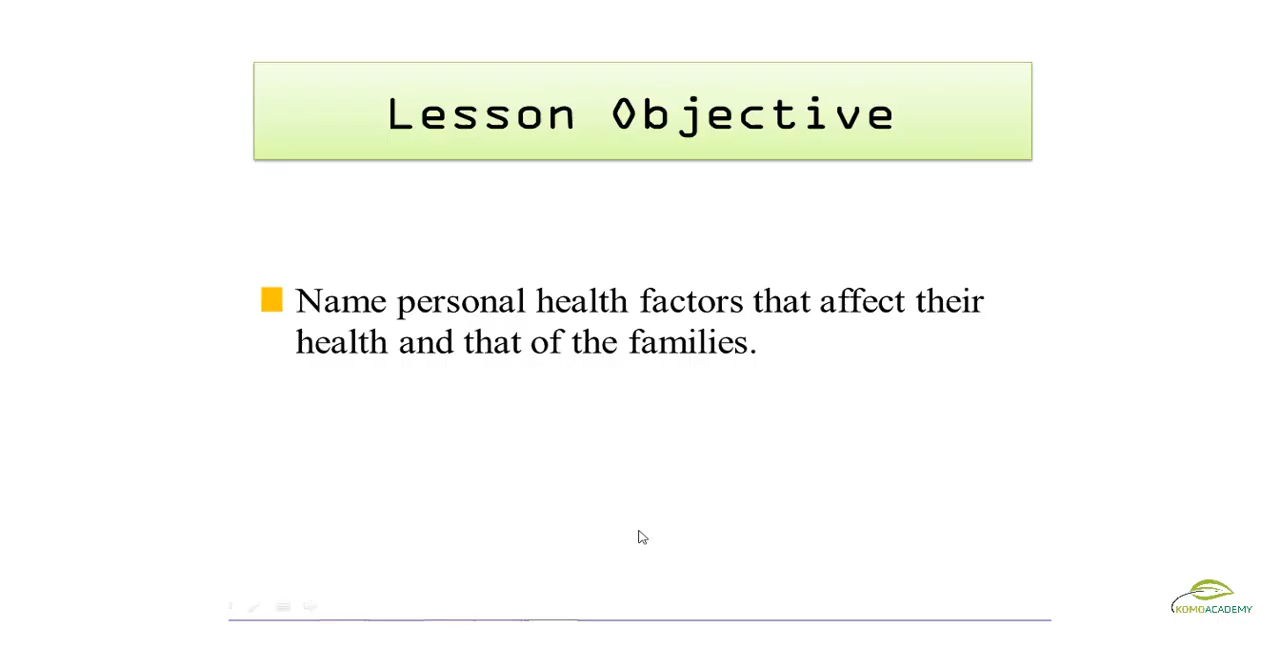 Lesson Objective
Name personal health factors that affect their
health and that of the families.
KOMOACADEMY